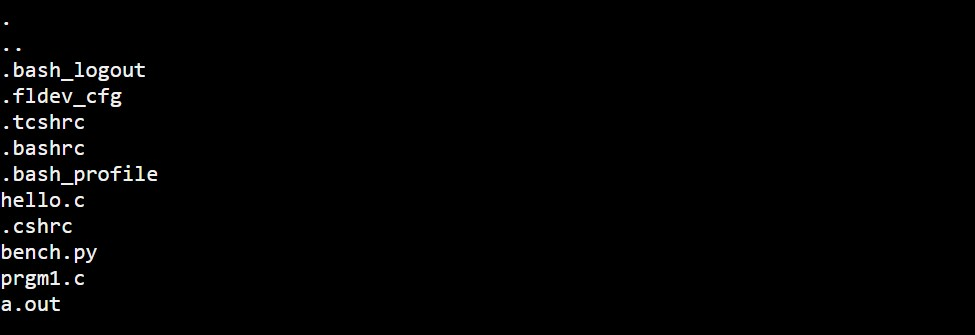 .
..
.bash_logout
.fldev_cfg
.tcshrc
.bashrc
.bash_profile
hello.c
.cshrc
bench.py
prgm1.c
a.out